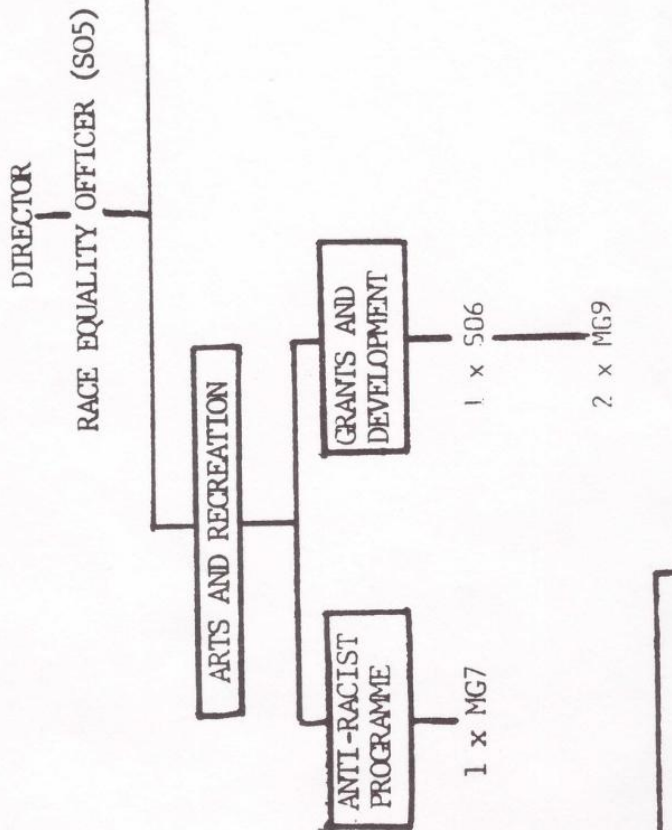 DIRECTOR
RACE EQUALITY OFFICER (SO5)
ARTS AND RECREATION
ANTI-RACIST
PROGRAMME
1 x MG7
GRANTS AND
DEVELOPMENT
1 x SO6
2 x MG9